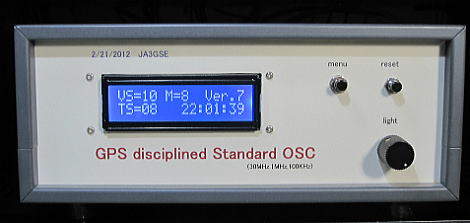 2/21/2012 JA3GSE
menu
reset
VS=10 M=8 Ver.7
TS=08 22:01:39
light
GPS disciplined Standard OSC
(30MHz,1MHz,100KHz)